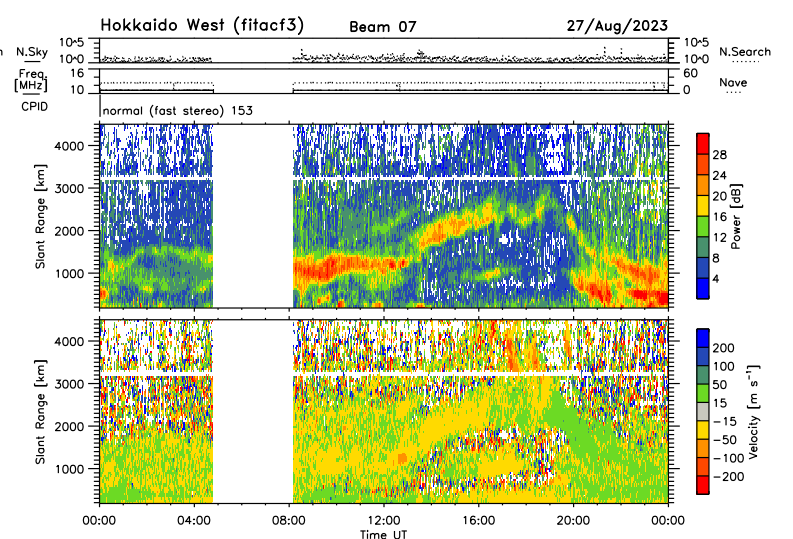 Hokkaido West (fitacf3) Beam 07 27/Aug/2023
N.Sky 10^5 10^0 10^5 10^0 N.Search
Freq. [MHz] 16 10 60 0 Nave
CPID normal (fast stereo) 153
Slant Range [km]
4000
3000
2000
1000
Power [dB]
28
24
20
16
12
8
4
Slant Range [km]
4000
3000
2000
1000
Velocity [m s⁻¹]
200
100
50
15
-15
-50
-100
-200
00:00 04:00 08:00 12:00 16:00 20:00 00:00
Time UT